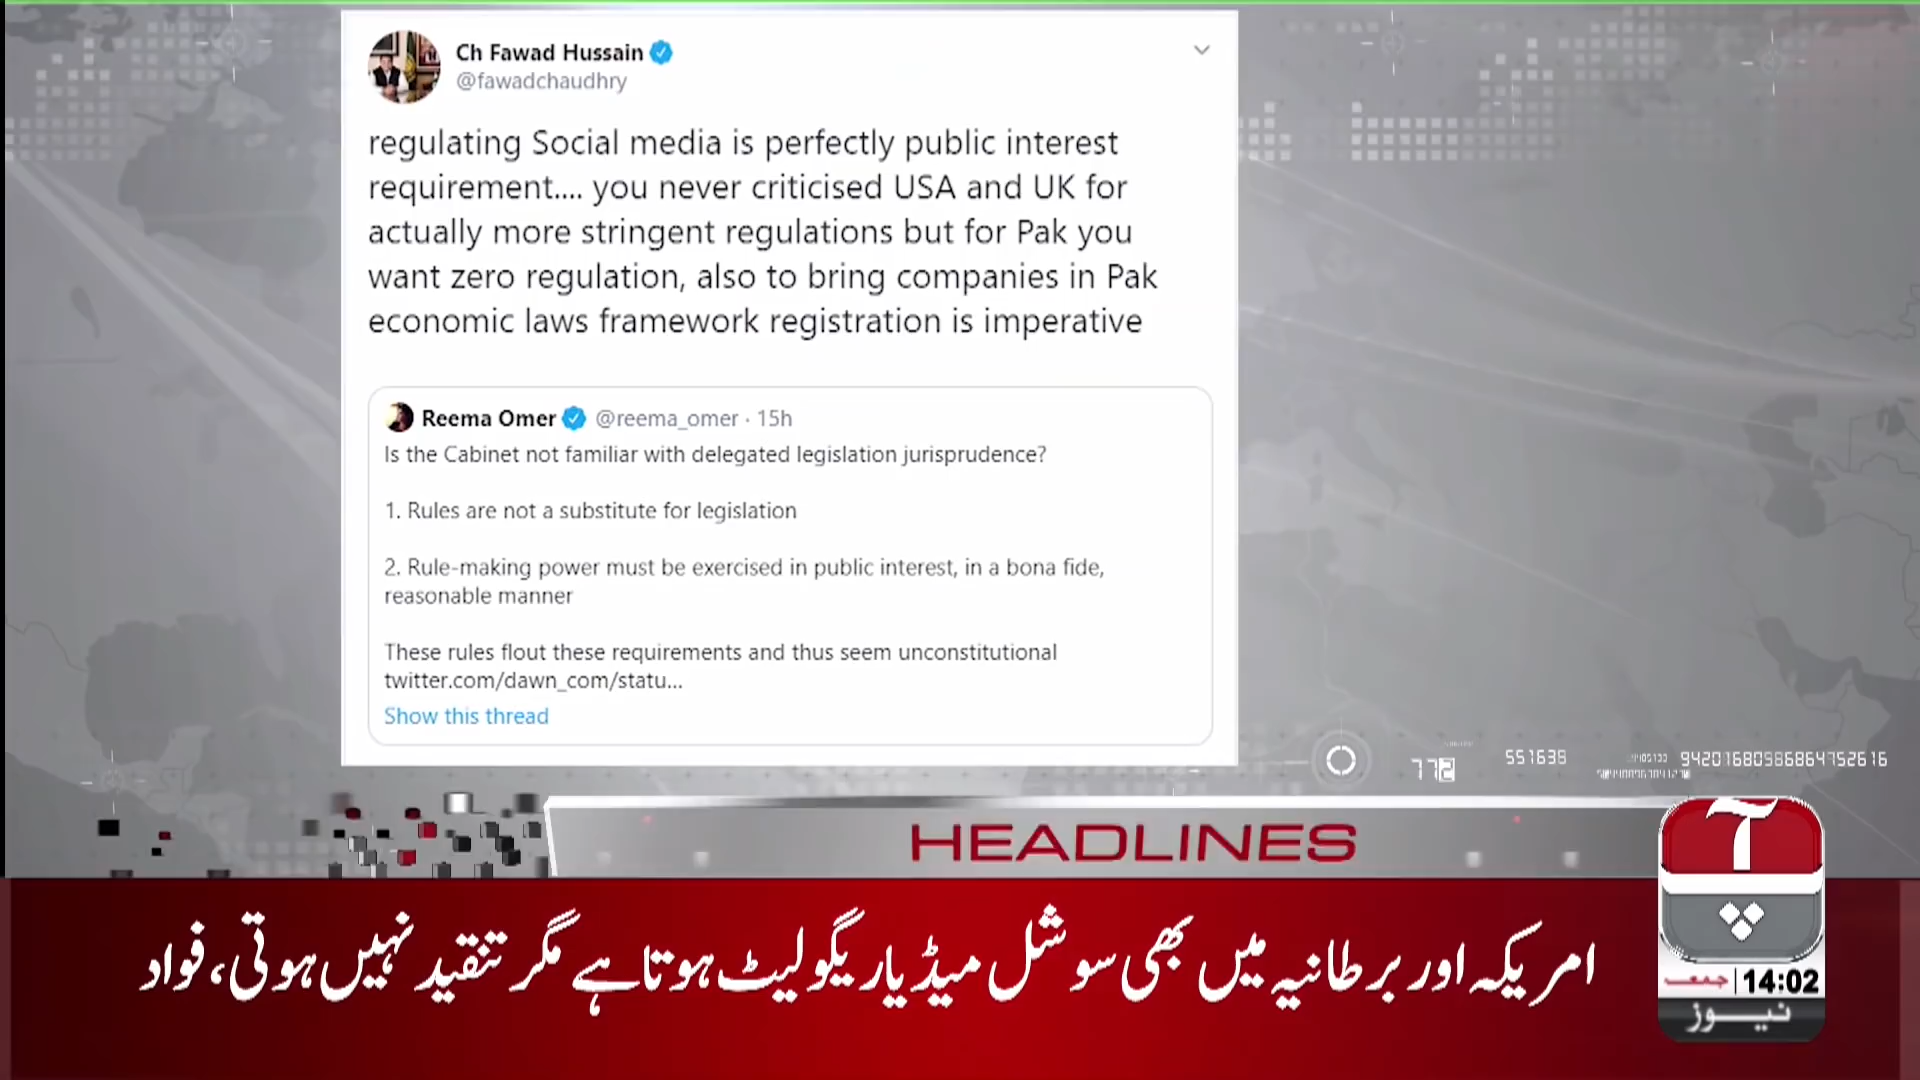 Ch Fawad Hussain
@fawadchaudhry
regulating Social media is perfectly public interest
requirement.... you never criticised USA and UK for
actually more stringent regulations but for Pak you
want zero regulation, also to bring companies in Pak
economic laws framework registration is imperative
Reema Omer @reema_omer · 15h
Is the Cabinet not familiar with delegated legislation jurisprudence?
1. Rules are not a substitute for legislation
2. Rule-making power must be exercised in public interest, in a bona fide,
reasonable manner
These rules flout these requirements and thus seem unconstitutional
twitter.com/dawn_com/statu...
Show this thread
772
551639
94201680986864752616
HEADLINES
امریکہ اور برطانیہ میں بھی سوشل میڈیا ریگولیٹ ہوتا ہے مگر تنقید نہیں ہوتی، فواد
آپ
جمعہ 14:02
نیوز